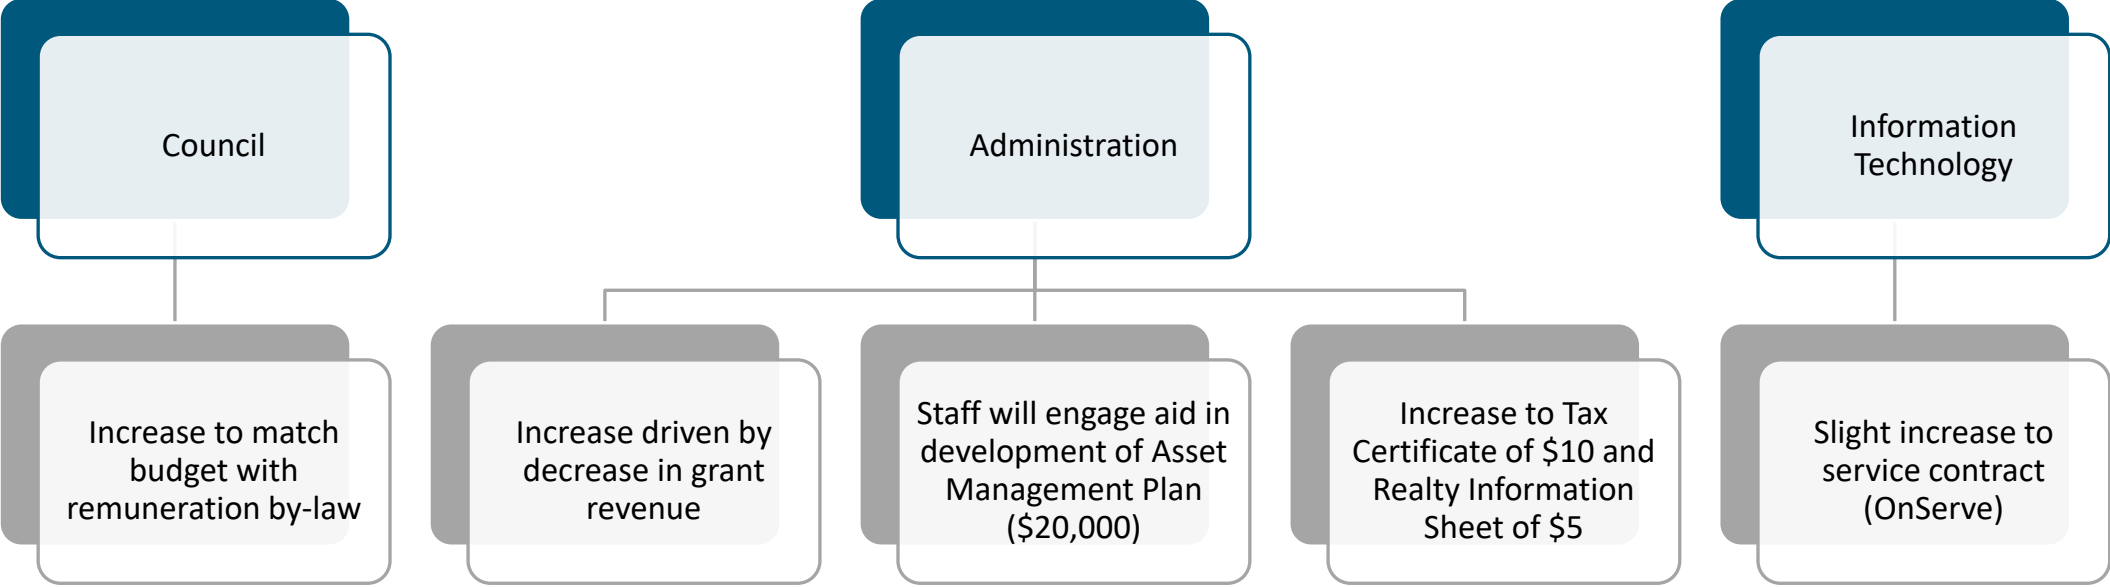 Council
Administration
Information
Technology
Increase to match
budget with
remuneration by-law
Increase driven by
decrease in grant
revenue
Staff will engage aid in
development of Asset
Management Plan
($20,000)
Increase to Tax
Certificate of $10 and
Realty Information
Sheet of $5
Slight increase to
service contract
(OnServe)